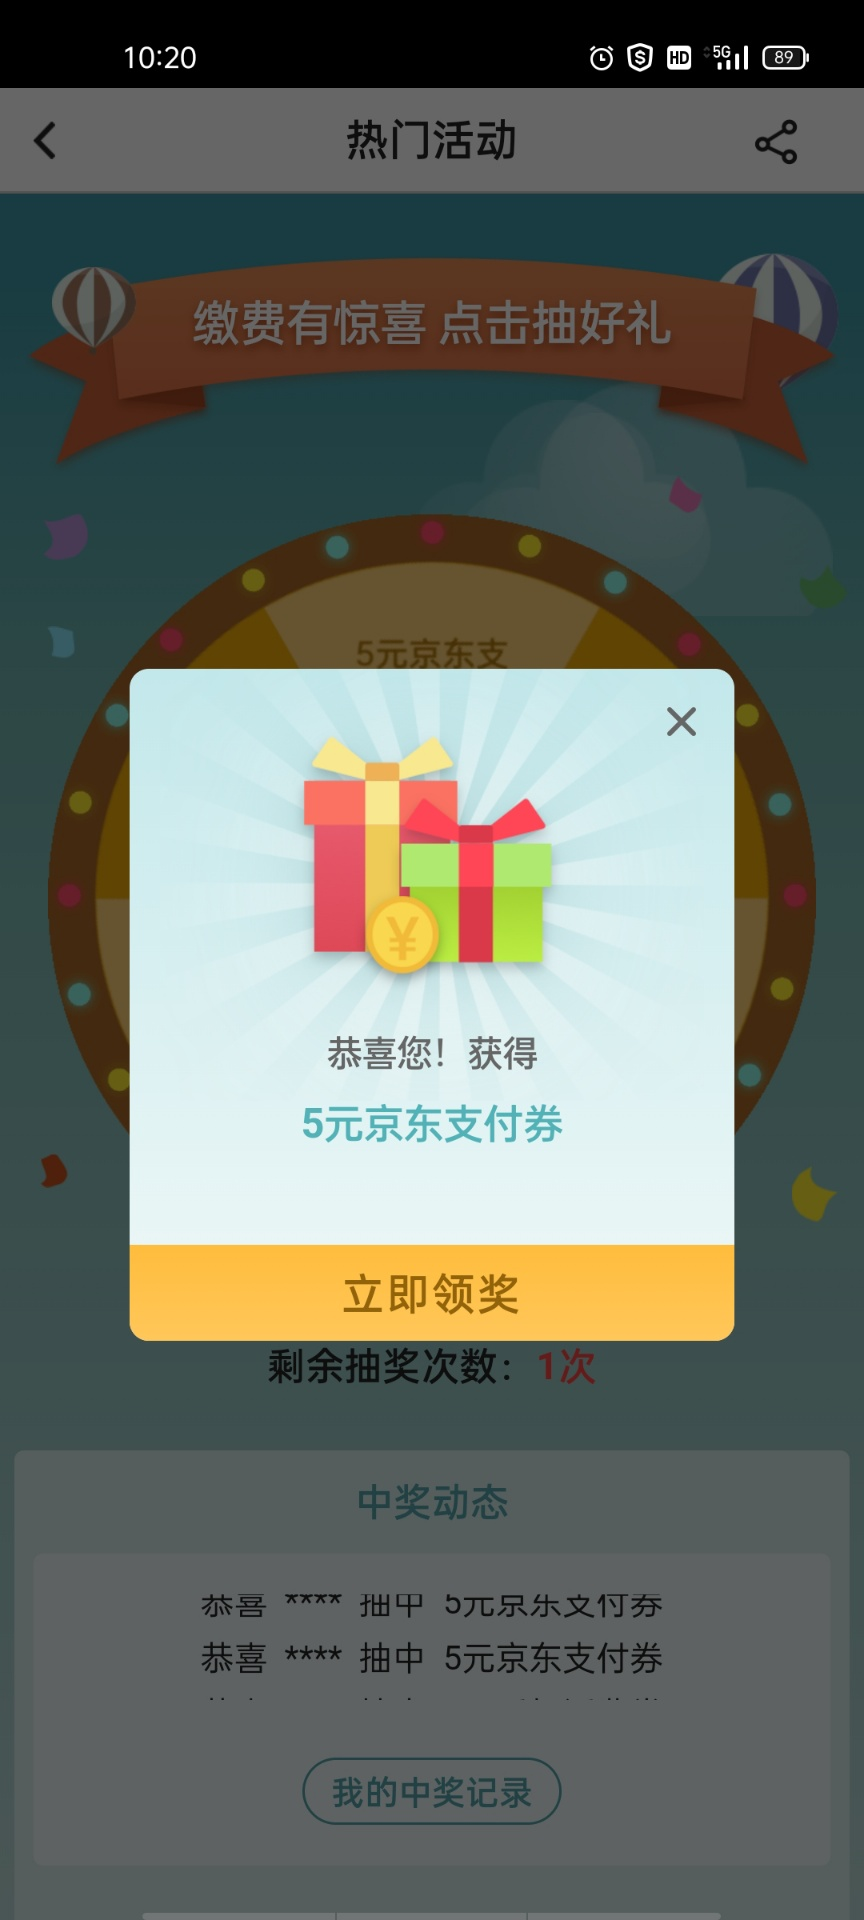 10:20
HD
5G
89
热门活动
缴费有惊喜 点击抽好礼
5元京东支
¥
恭喜您！获得
5元京东支付券
立即领奖
剩余抽奖次数：1次
中奖动态
恭喜 **** 抽中 5元京东支付券
恭喜 **** 抽中 5元京东支付券
我的中奖记录